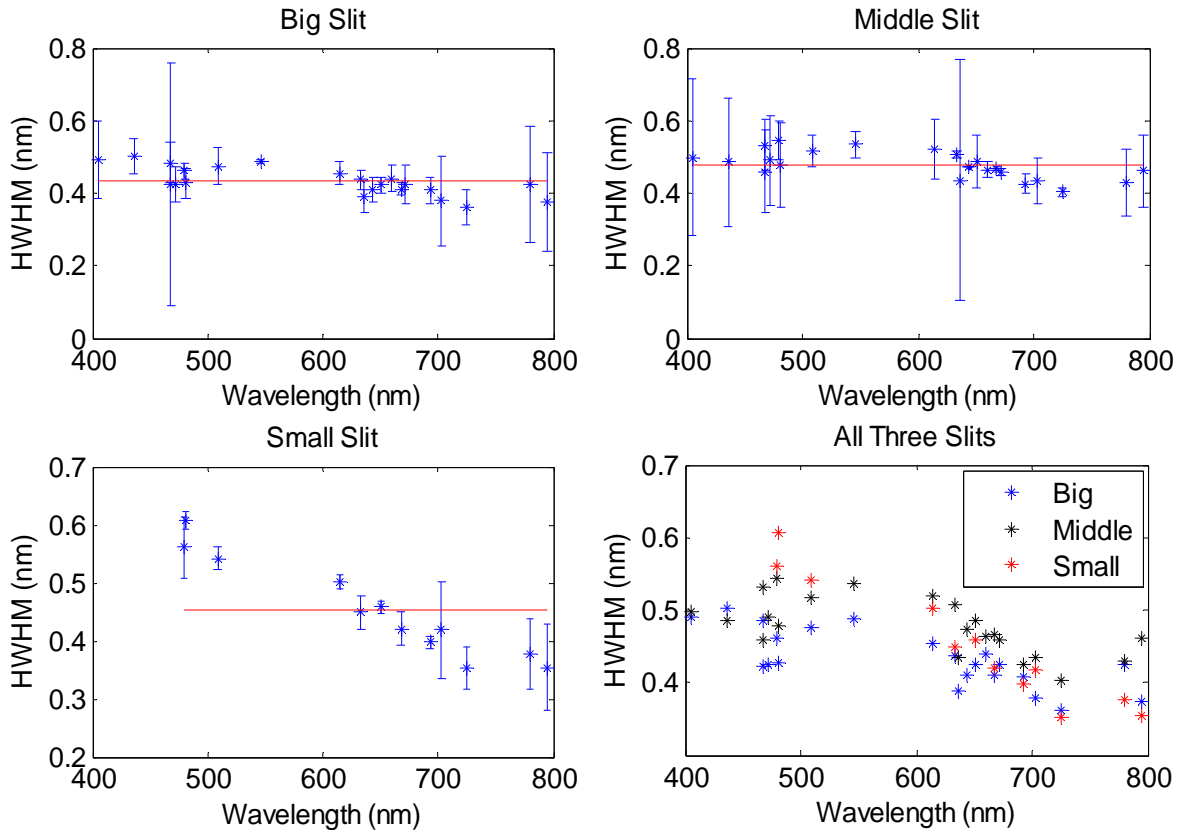 Big Slit
0.8
0.6
0.4
0.2
0
HWHM (nm)
400 500 600 700 800
Wavelength (nm)
Middle Slit
0.8
0.6
0.4
0.2
0
HWHM (nm)
400 500 600 700 800
Wavelength (nm)
Small Slit
0.7
0.6
0.5
0.4
0.3
0.2
HWHM (nm)
400 500 600 700 800
Wavelength (nm)
All Three Slits
0.7
0.6
0.5
0.4
HWHM (nm)
Big
Middle
Small
400 500 600 700 800
Wavelength (nm)